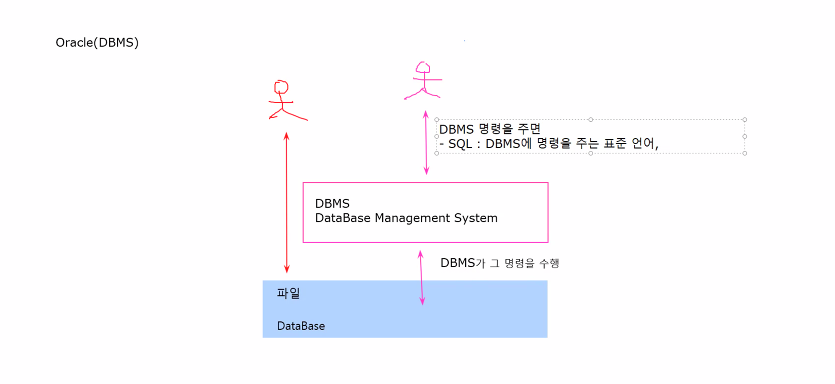 Oracle(DBMS)
DBMS 명령을 주면
- SQL : DBMS에 명령을 주는 표준 언어,
DBMS
DataBase Management System
DBMS가 그 명령을 수행
파일
DataBase